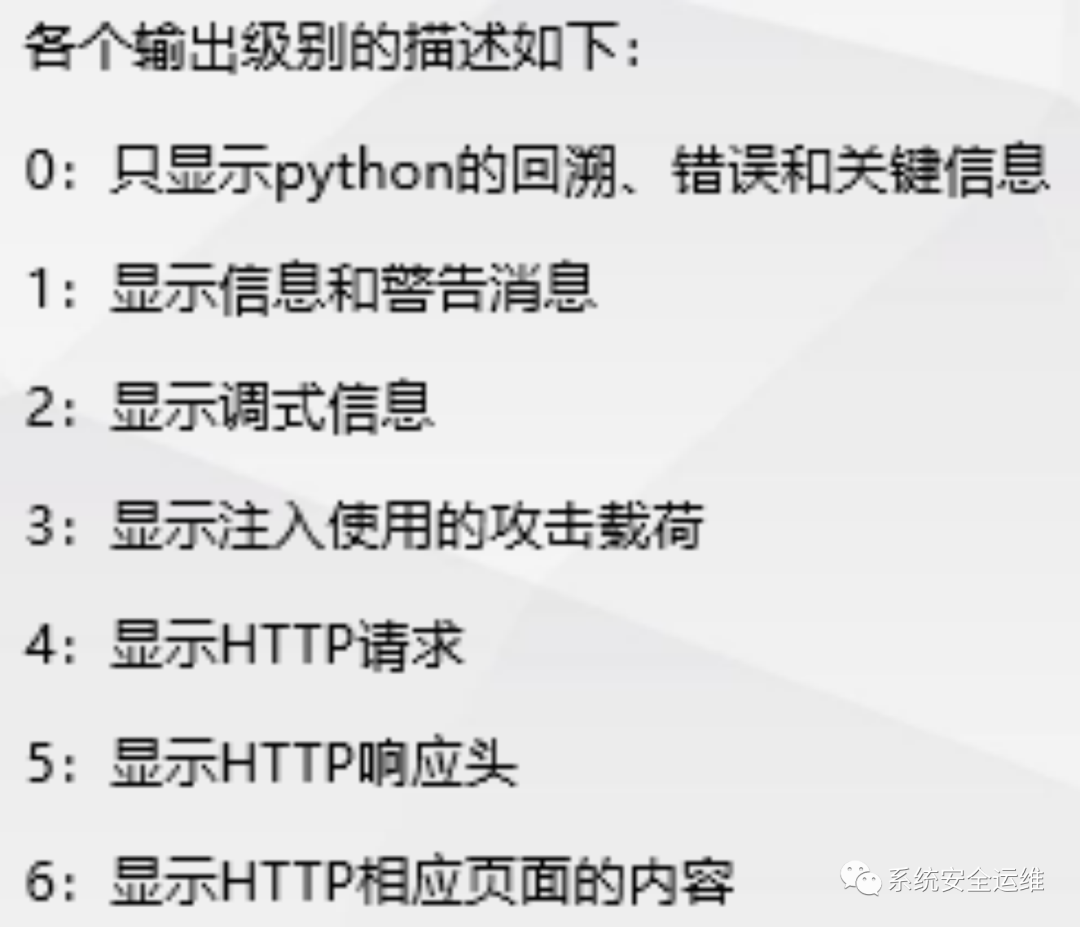 各个输出级别的描述如下：
0：只显示python的回溯、错误和关键信息
1：显示信息和警告消息
2：显示调式信息
3：显示注入使用的攻击载荷
4：显示HTTP请求
5：显示HTTP响应头
6：显示HTTP相应页面的内容
系统安全运维